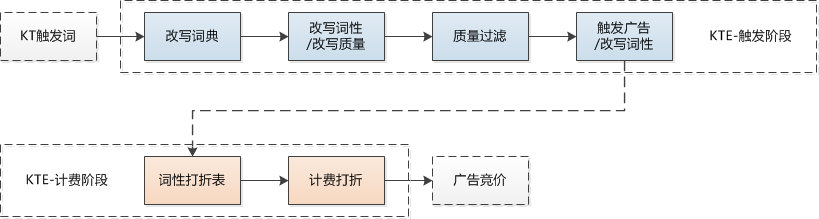 KT触发词
改写词典
改写词性
/改写质量
质量过滤
触发广告
/改写词性
KTE-触发阶段
KTE-计费阶段
词性打折表
计费打折
广告竞价